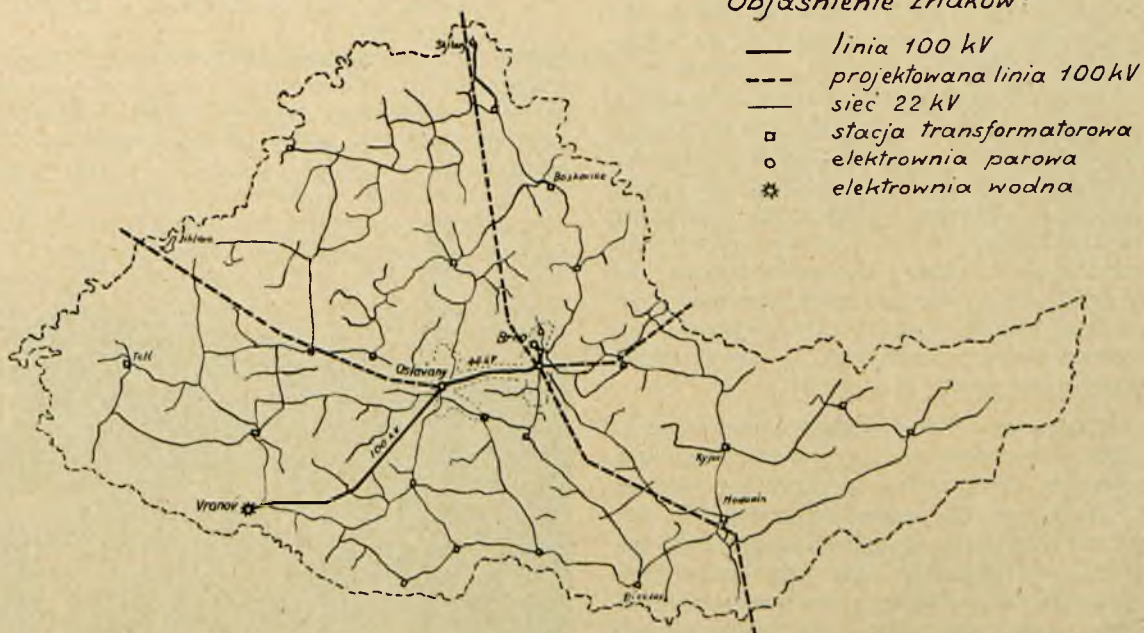 Objaśnienie znaków:
linia 100 kV
projektowana linia 100 kV
sieć 22 kV
stacja transformatorowa
elektrownia parowa
elektrownia wodna
Boskovice
Brno
44 kV
Oslavany
100 kV
Kyjov
Vranov
Hodonín